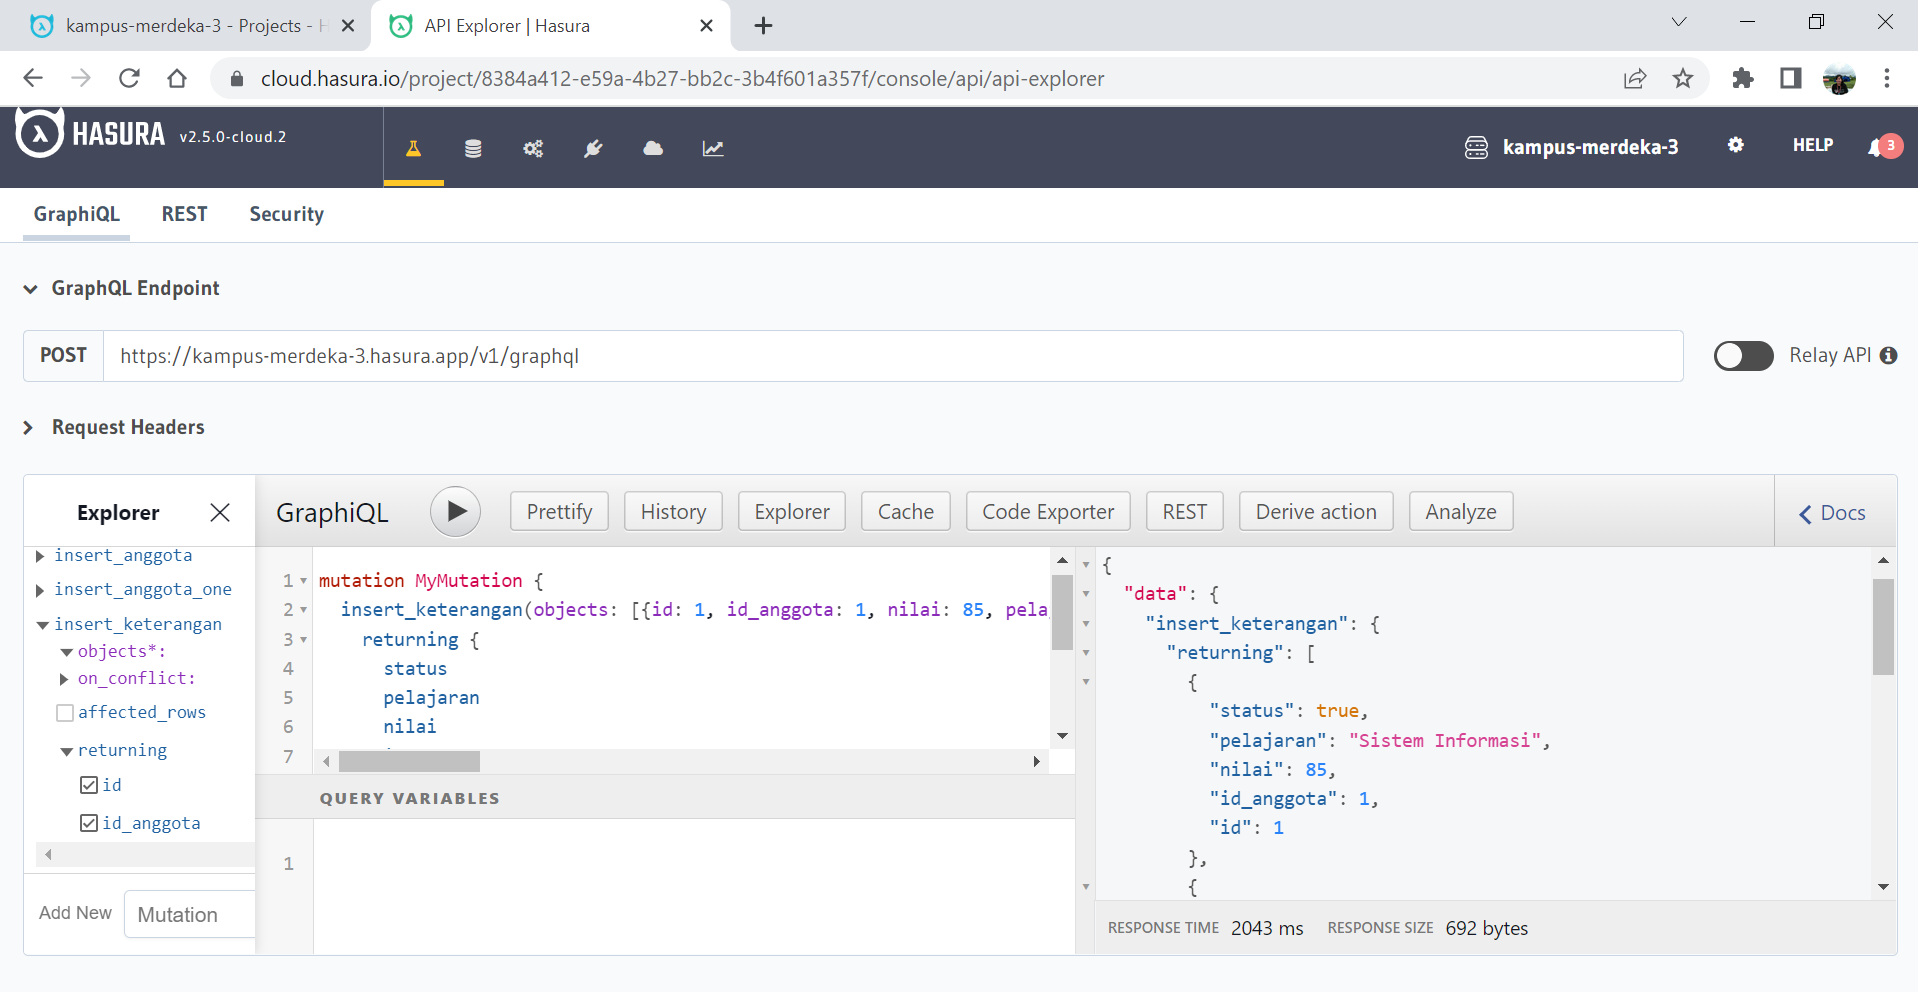 kampus-merdeka-3 - Projects - H
API Explorer | Hasura
cloud.hasura.io/project/8384a412-e59a-4b27-bb2c-3b4f601a357f/console/api/api-explorer
HASURA v2.5.0-cloud.2
kampus-merdeka-3
HELP
3
GraphiQL REST Security
GraphQL Endpoint
POST https://kampus-merdeka-3.hasura.app/v1/graphql
Relay API
Request Headers
Explorer
insert_anggota
insert_anggota_one
insert_keterangan
objects*:
on_conflict:
affected_rows
returning
id
id_anggota
Add New Mutation
GraphiQL Prettify History Explorer Cache Code Exporter REST Derive action Analyze Docs
1 mutation MyMutation {
2 insert_keterangan(objects: [{id: 1, id_anggota: 1, nilai: 85, pela
3 returning {
4 status
5 pelajaran
6 nilai
7
QUERY VARIABLES
1
{
"data": {
"insert_keterangan": {
"returning": [
{
"status": true,
"pelajaran": "Sistem Informasi",
"nilai": 85,
"id_anggota": 1,
"id": 1
},
{
RESPONSE TIME 2043 ms RESPONSE SIZE 692 bytes